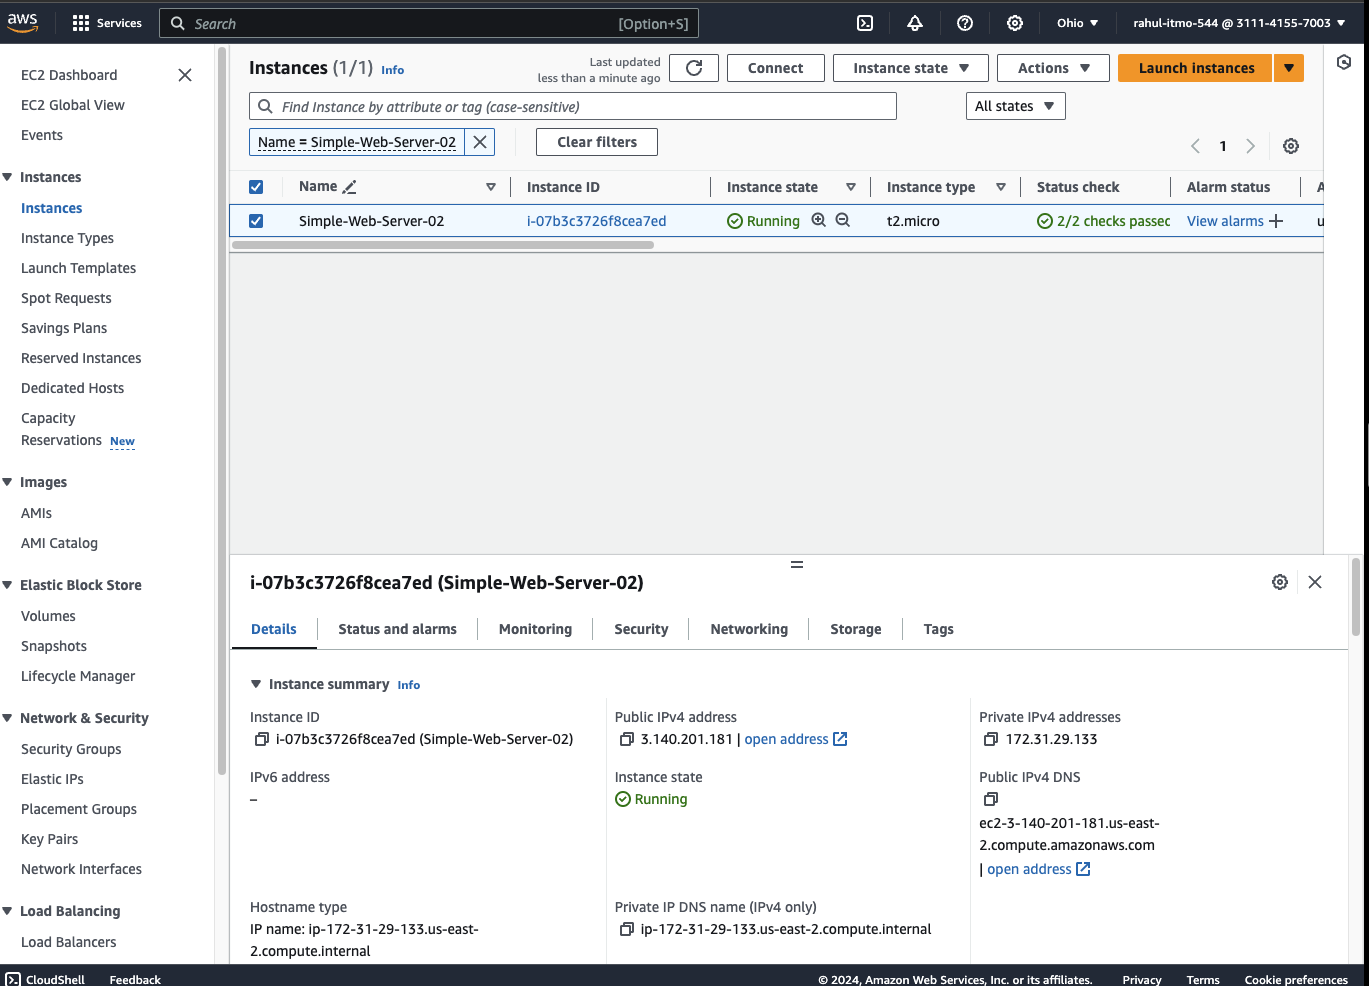 aws
Services
Search
[Option+S]
Ohio
rahul-itmo-544 @ 3111-4155-7003
EC2 Dashboard
EC2 Global View
Events
Instances
Instances
Instance Types
Launch Templates
Spot Requests
Savings Plans
Reserved Instances
Dedicated Hosts
Capacity
Reservations New
Images
AMIs
AMI Catalog
Elastic Block Store
Volumes
Snapshots
Lifecycle Manager
Network & Security
Security Groups
Elastic IPs
Placement Groups
Key Pairs
Network Interfaces
Load Balancing
Load Balancers
Instances (1/1) Info
Last updated
less than a minute ago
Connect
Instance state
Actions
Launch instances
Find Instance by attribute or tag (case-sensitive)
All states
Name = Simple-Web-Server-02
Clear filters
1
Name
Instance ID
Instance state
Instance type
Status check
Alarm status
A
Simple-Web-Server-02
i-07b3c3726f8cea7ed
Running
t2.micro
2/2 checks passec
View alarms
u
i-07b3c3726f8cea7ed (Simple-Web-Server-02)
Details
Status and alarms
Monitoring
Security
Networking
Storage
Tags
Instance summary Info
Instance ID
i-07b3c3726f8cea7ed (Simple-Web-Server-02)
Public IPv4 address
3.140.201.181 | open address
Private IPv4 addresses
172.31.29.133
IPv6 address
–
Instance state
Running
Public IPv4 DNS
ec2-3-140-201-181.us-east-
2.compute.amazonaws.com
| open address
Hostname type
IP name: ip-172-31-29-133.us-east-
2.compute.internal
Private IP DNS name (IPv4 only)
ip-172-31-29-133.us-east-2.compute.internal
CloudShell
Feedback
© 2024, Amazon Web Services, Inc. or its affiliates.
Privacy
Terms
Cookie preferences